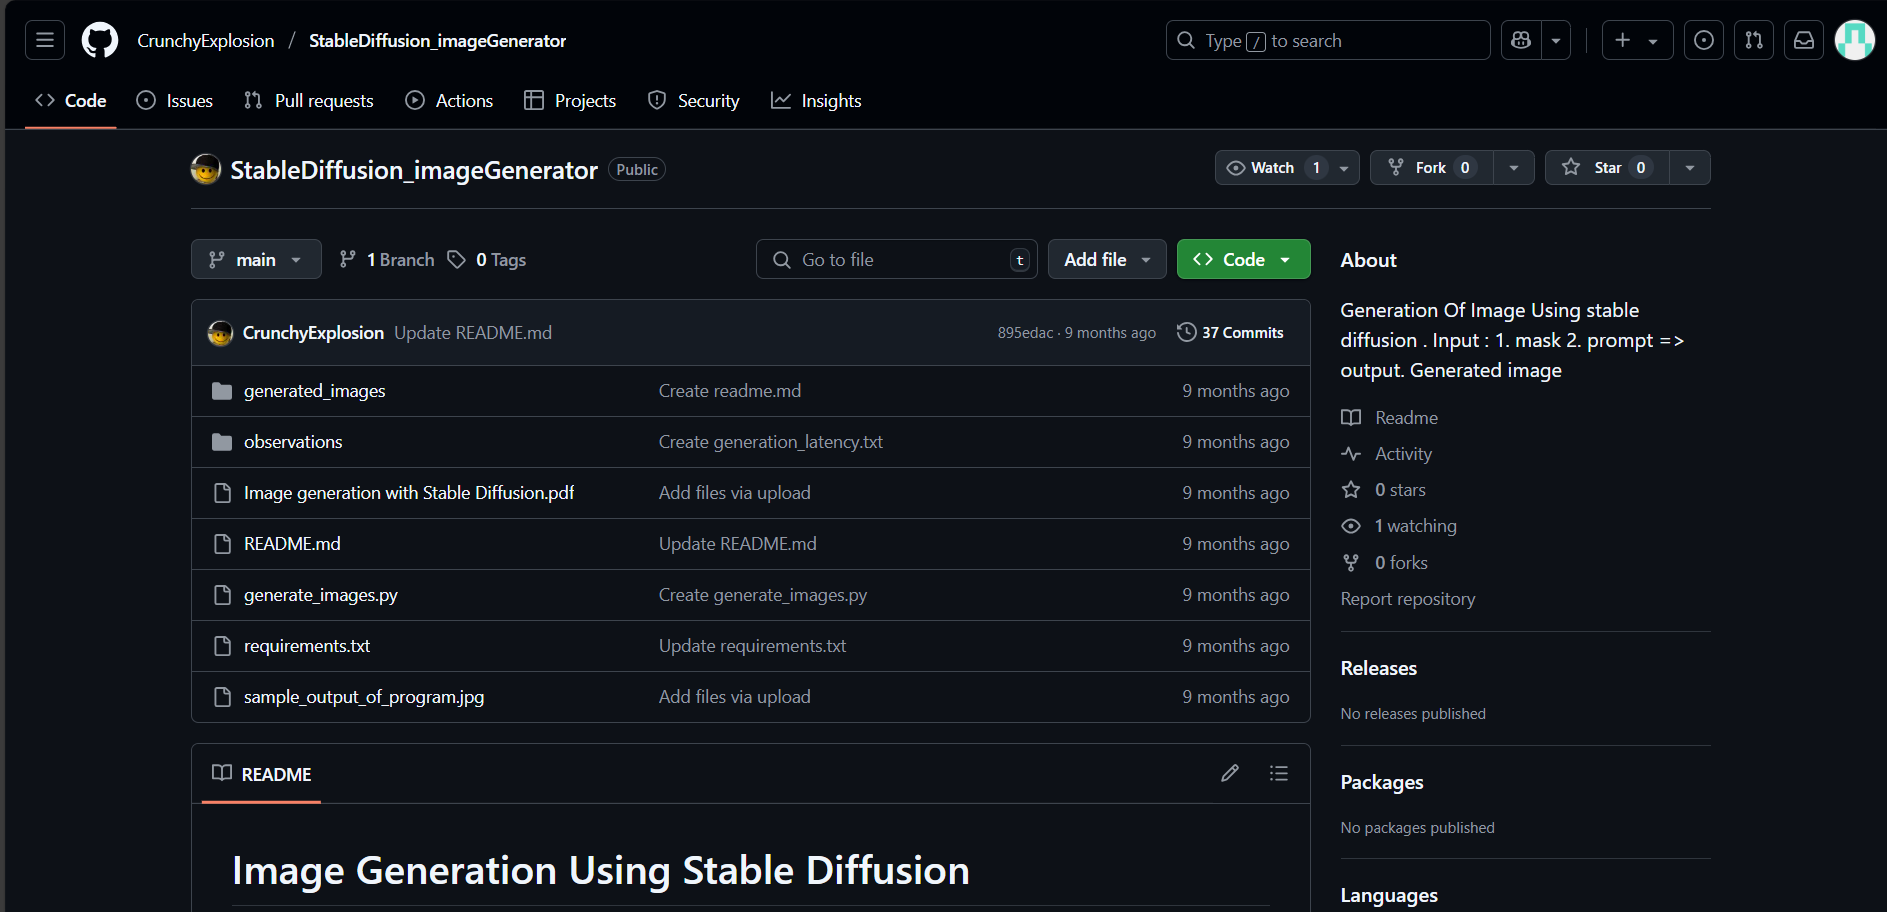 CrunchyExplosion / StableDiffusion_imageGenerator
Type / to search
Code Issues Pull requests Actions Projects Security Insights
StableDiffusion_imageGenerator Public
Watch 1 Fork 0 Star 0
main 1 Branch 0 Tags
Go to file t Add file Code
CrunchyExplosion Update README.md 895edac · 9 months ago 37 Commits
generated_images Create readme.md 9 months ago
observations Create generation_latency.txt 9 months ago
Image generation with Stable Diffusion.pdf Add files via upload 9 months ago
README.md Update README.md 9 months ago
generate_images.py Create generate_images.py 9 months ago
requirements.txt Update requirements.txt 9 months ago
sample_output_of_program.jpg Add files via upload 9 months ago
README
Image Generation Using Stable Diffusion
About
Generation Of Image Using stable
diffusion . Input : 1. mask 2. prompt =>
output. Generated image
Readme
Activity
0 stars
1 watching
0 forks
Report repository
Releases
No releases published
Packages
No packages published
Languages